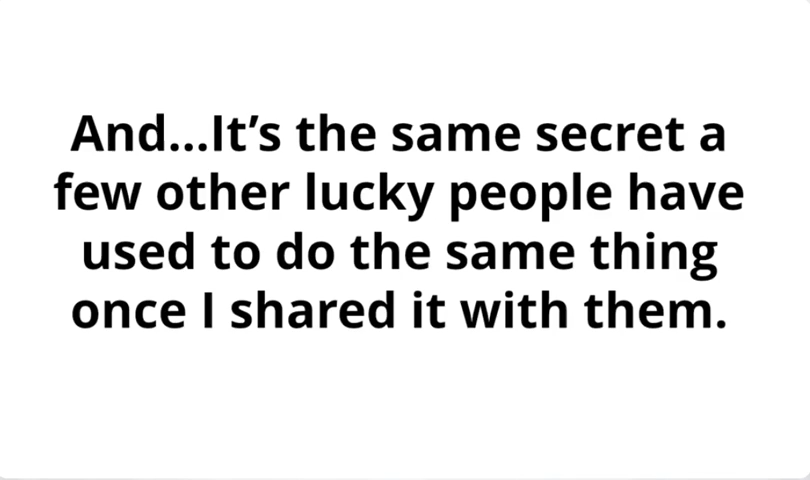 And...It’s the same secret a
few other lucky people have
used to do the same thing
once I shared it with them.